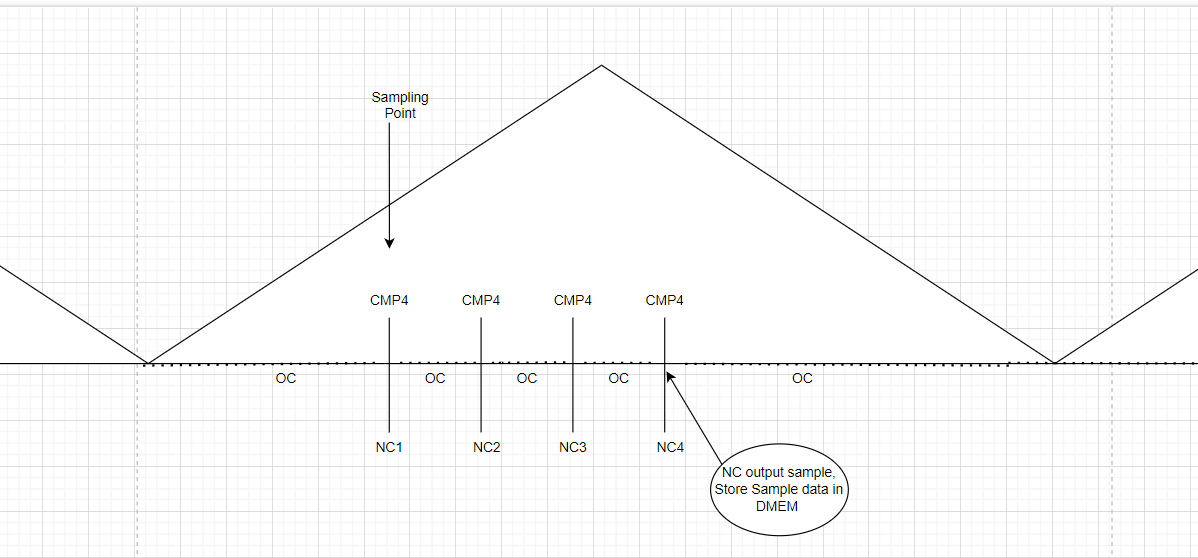 Sampling
Point
CMP4
CMP4
CMP4
CMP4
OC
OC
OC
OC
OC
NC1
NC2
NC3
NC4
NC output sample,
Store Sample data in
DMEM